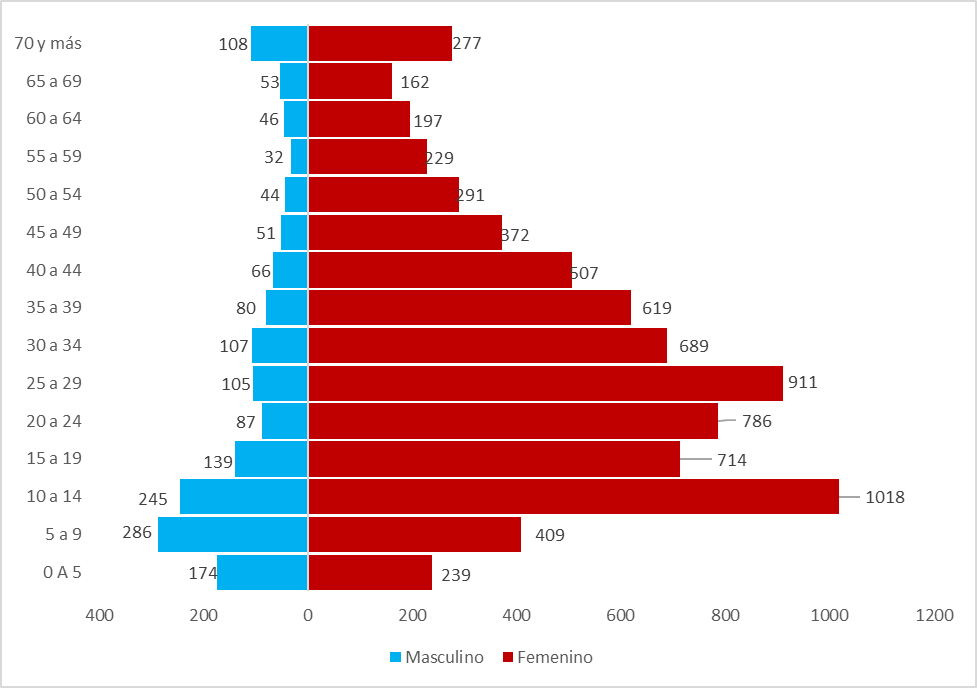 70 y más 108 277
65 a 69 53 162
60 a 64 46 197
55 a 59 32 229
50 a 54 44 291
45 a 49 51 372
40 a 44 66 507
35 a 39 80 619
30 a 34 107 689
25 a 29 105 911
20 a 24 87 786
15 a 19 139 714
10 a 14 245 1018
5 a 9 286 409
0 A 5 174 239
400 200 0 200 400 600 800 1000 1200
Masculino Femenino